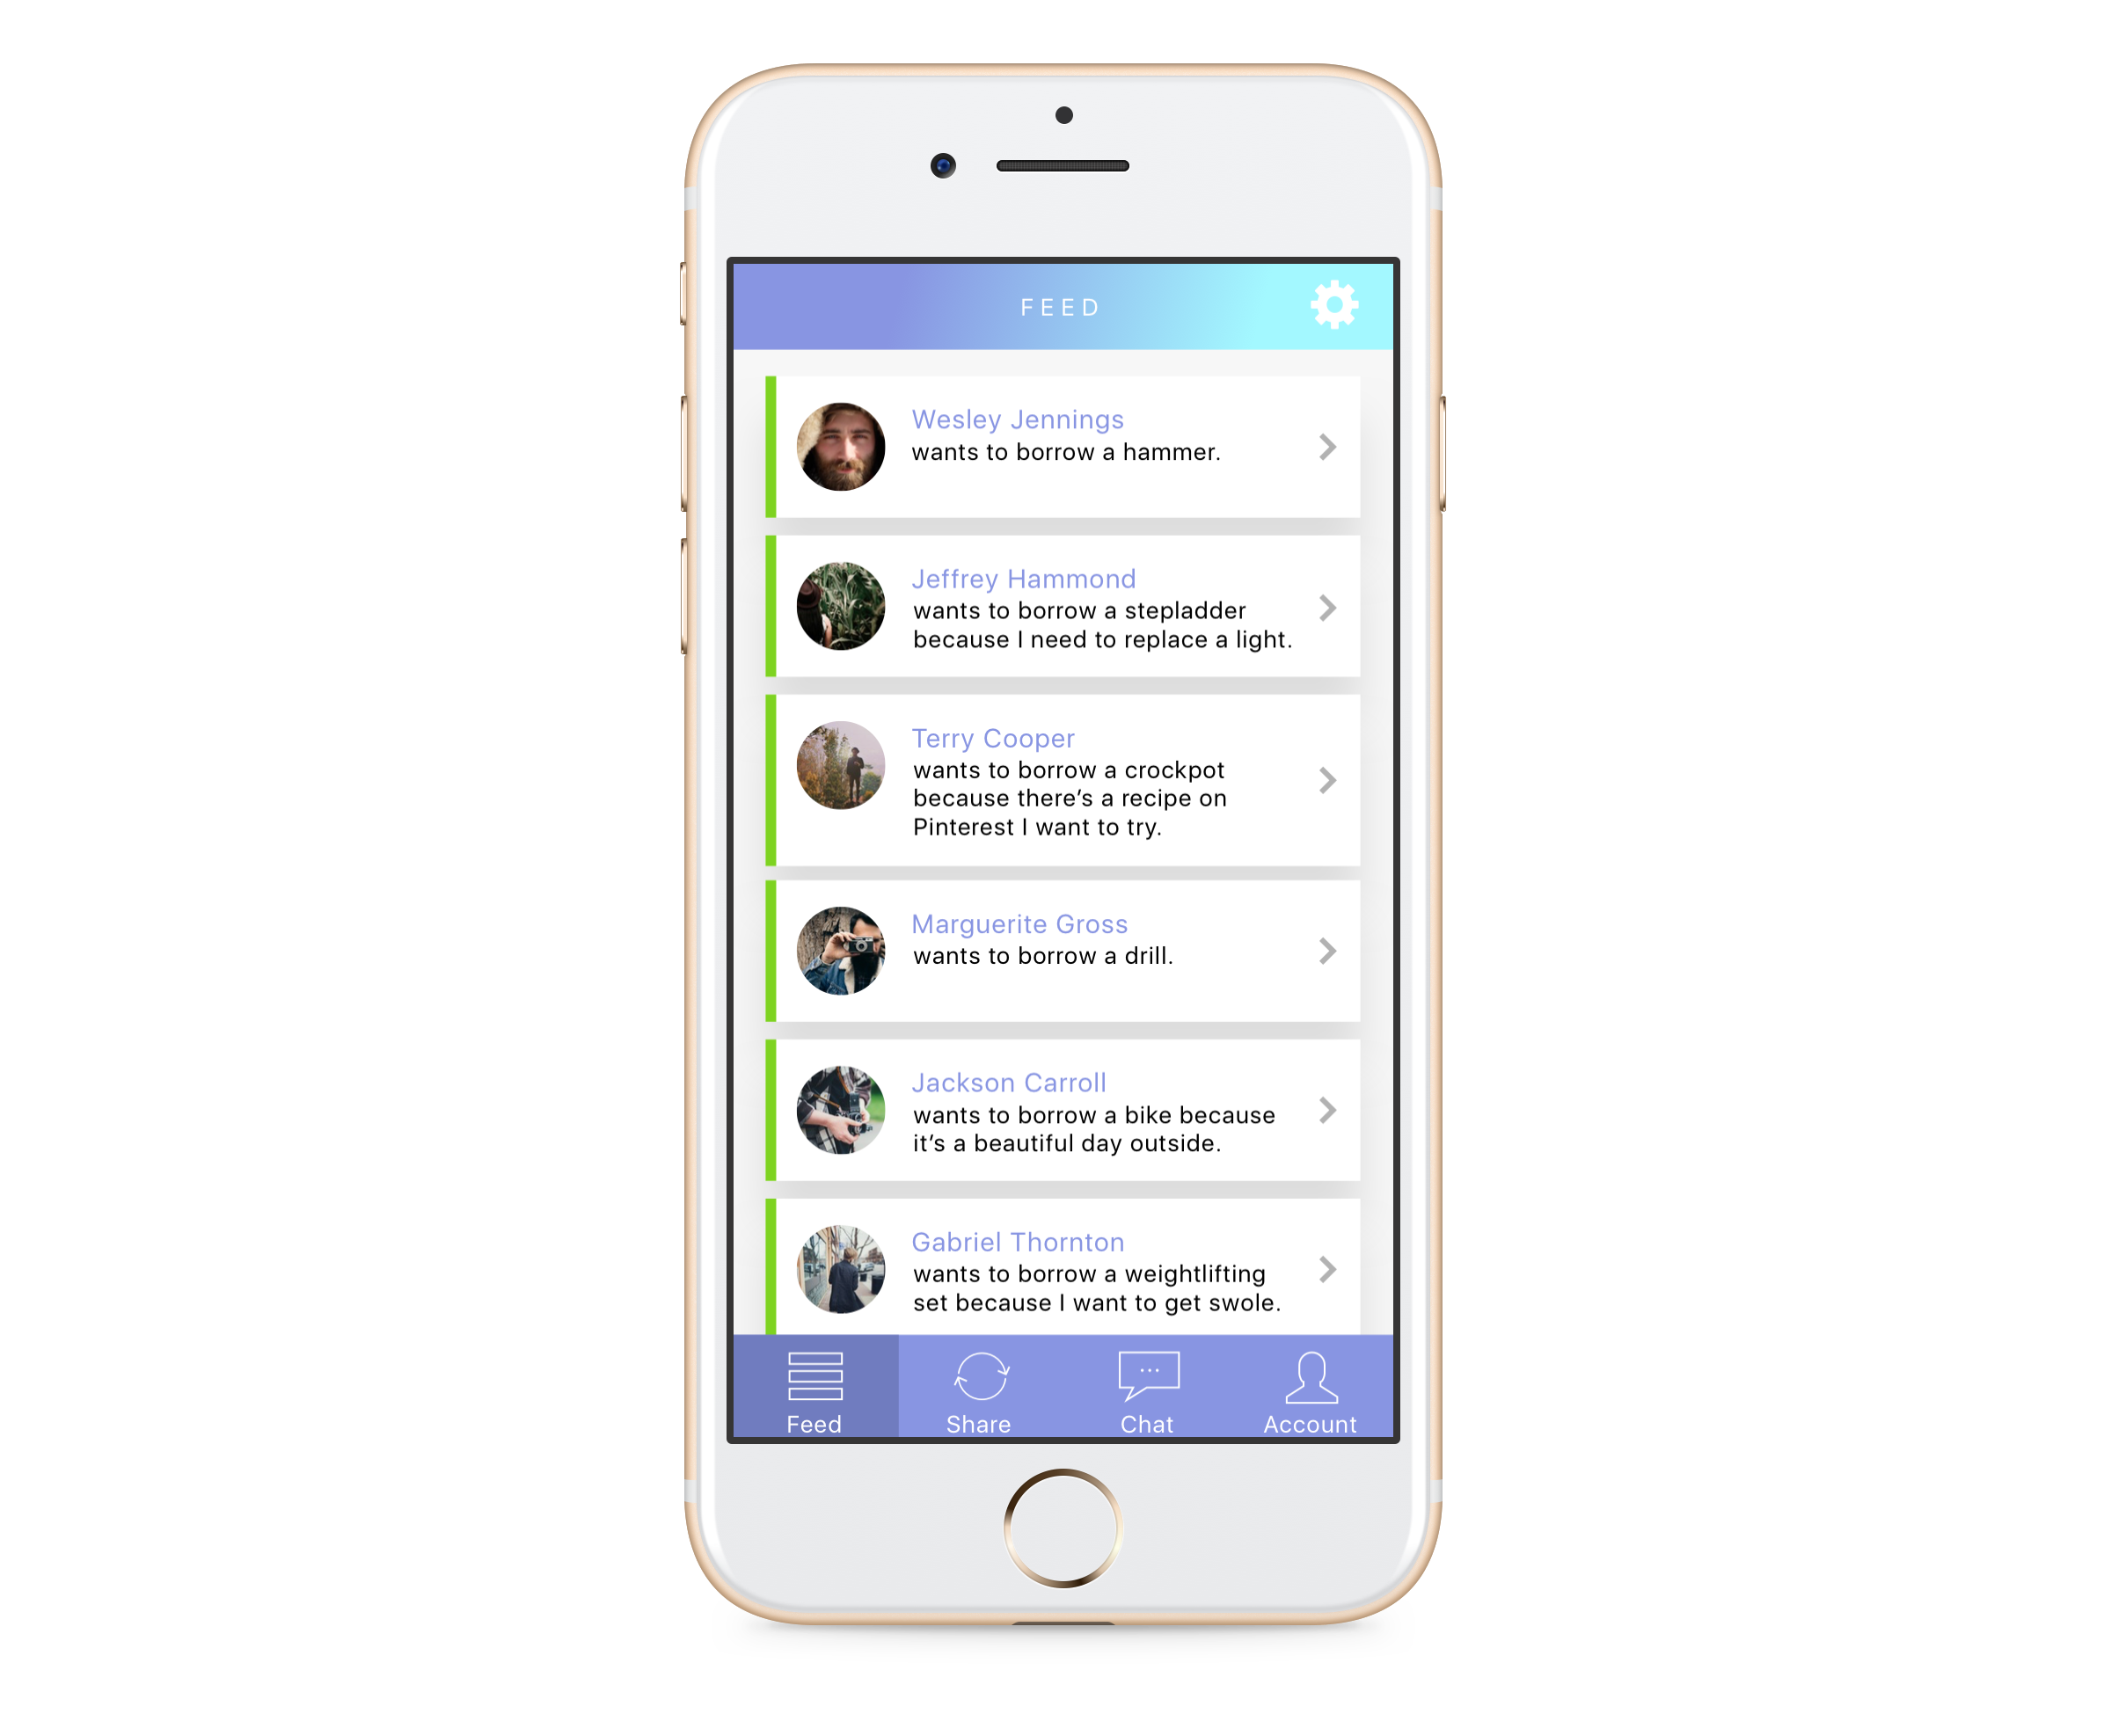 FEED
Wesley Jennings
wants to borrow a hammer.
Jeffrey Hammond
wants to borrow a stepladder
because I need to replace a light.
Terry Cooper
wants to borrow a crockpot
because there’s a recipe on
Pinterest I want to try.
Marguerite Gross
wants to borrow a drill.
Jackson Carroll
wants to borrow a bike because
it’s a beautiful day outside.
Gabriel Thornton
wants to borrow a weightlifting
set because I want to get swole.
Feed Share Chat Account